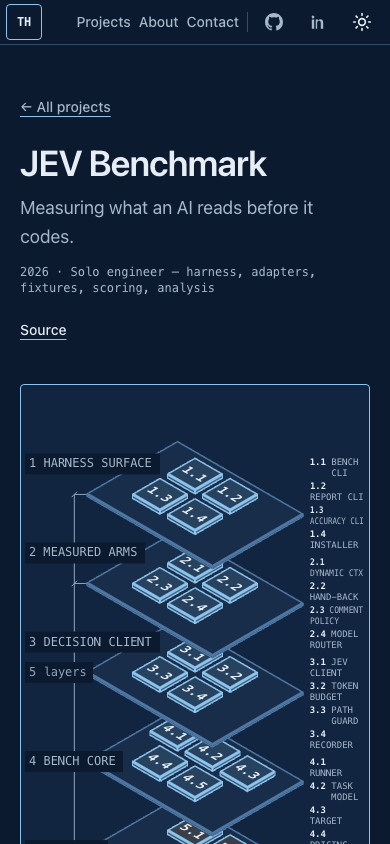 TH
Projects About Contact
in
← All projects
JEV Benchmark
Measuring what an AI reads before it
codes.
2026 · Solo engineer — harness, adapters,
fixtures, scoring, analysis
Source
1 HARNESS SURFACE
1.1
1.2
1.3
1.4
1.1 BENCH
CLI
1.2
REPORT CLI
1.3
ACCURACY CLI
1.4
INSTALLER
2 MEASURED ARMS
2.1
2.2
2.3
2.4
2.1
DYNAMIC CTX
2.2
HAND-BACK
2.3 COMMENT
POLICY
2.4 MODEL
ROUTER
3 DECISION CLIENT
5 layers
3.1
3.2
3.3
3.4
3.1 JEV
CLIENT
3.2 TOKEN
BUDGET
3.3 PATH
GUARD
3.4
RECORDER
4 BENCH CORE
4.1
4.2
4.4
4.3
4.5
4.1
RUNNER
4.2 TASK
MODEL
4.3
TARGET
4.4
5.1